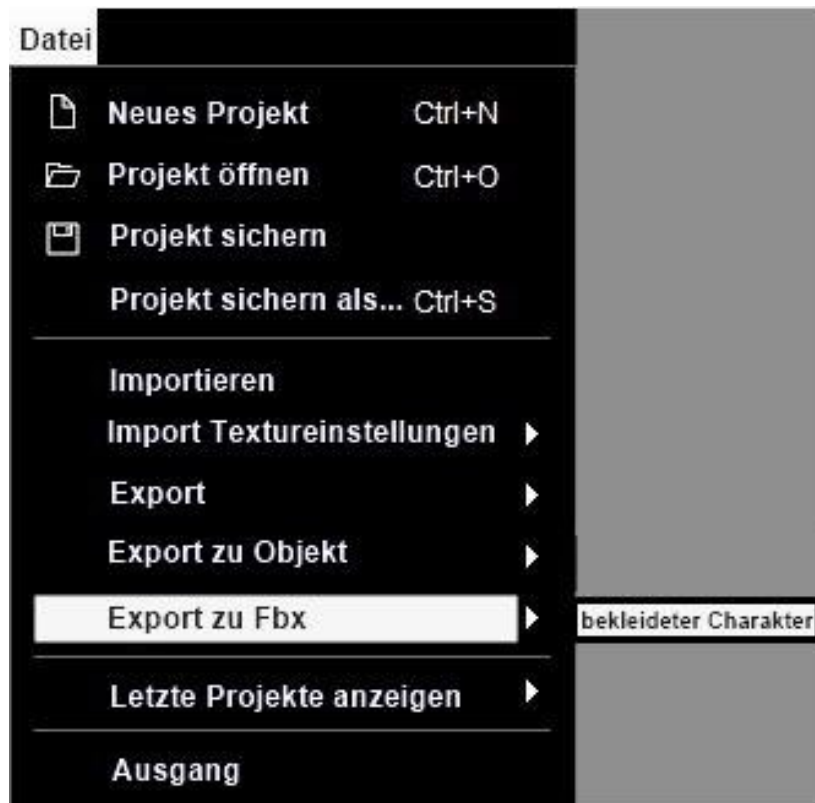 Datei
Neues Projekt Ctrl+N
Projekt öffnen Ctrl+O
Projekt sichern
Projekt sichern als... Ctrl+S
Importieren
Import Textureinstellungen
Export
Export zu Objekt
Export zu Fbx bekleideter Charakter
Letzte Projekte anzeigen
Ausgang